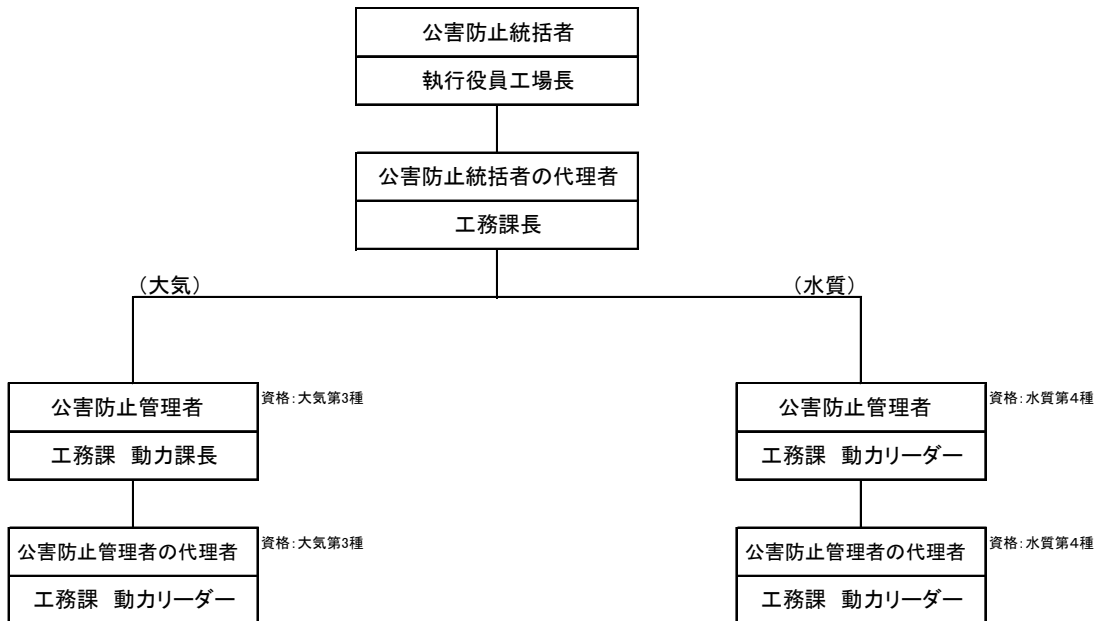 公害防止統括者
執行役員工場長
公害防止統括者の代理者
工務課長
（大気）
（水質）
公害防止管理者
資格：大気第3種
工務課　動力課長
公害防止管理者
資格：水質第4種
工務課　動力リーダー
公害防止管理者の代理者
資格：大気第3種
工務課　動力リーダー
公害防止管理者の代理者
資格：水質第4種
工務課　動力リーダー